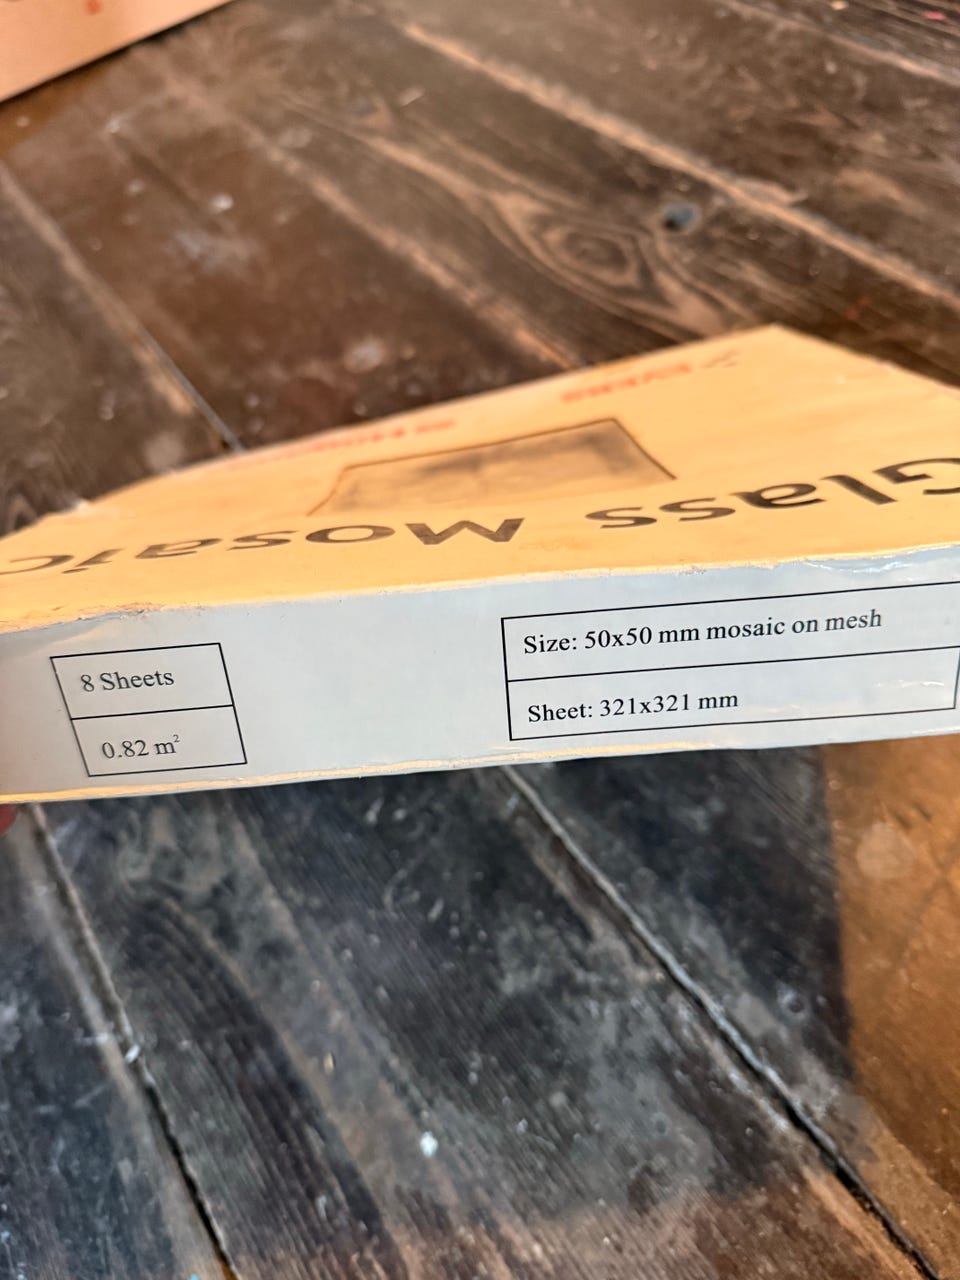 Glass Mosaic
8 Sheets
0.82 m²
Size: 50x50 mm mosaic on mesh
Sheet: 321x321 mm